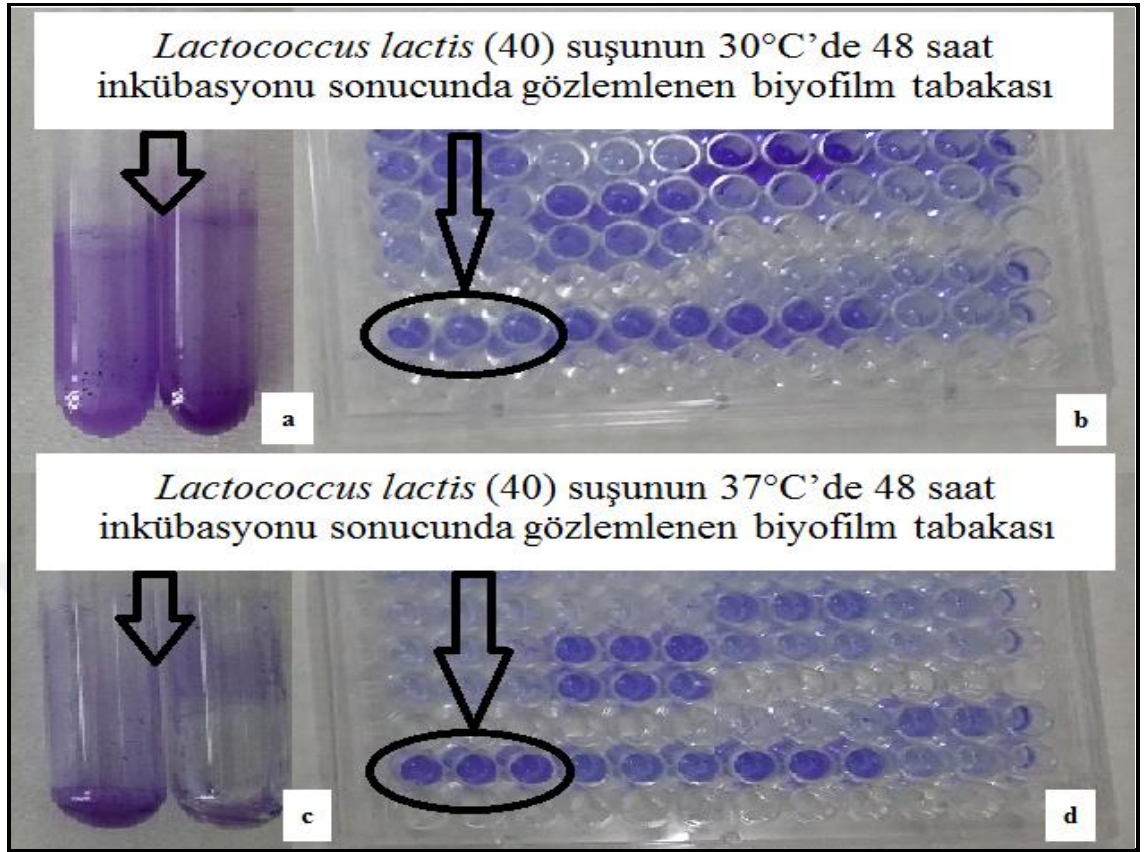 Lactococcus lactis (40) suşunun 30°C’de 48 saat
inkübasyonu sonucunda gözlemlenen biyofilm tabakası
a
b
Lactococcus lactis (40) suşunun 37°C’de 48 saat
inkübasyonu sonucunda gözlemlenen biyofilm tabakası
c
d